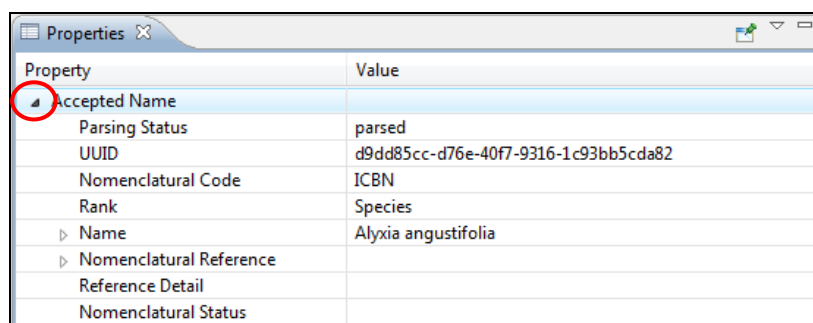 Properties
Property Value
Accepted Name
Parsing Status parsed
UUID d9dd85cc-d76e-40f7-9316-1c93bb5cda82
Nomenclatural Code ICBN
Rank Species
Name Alyxia angustifolia
Nomenclatural Reference
Reference Detail
Nomenclatural Status